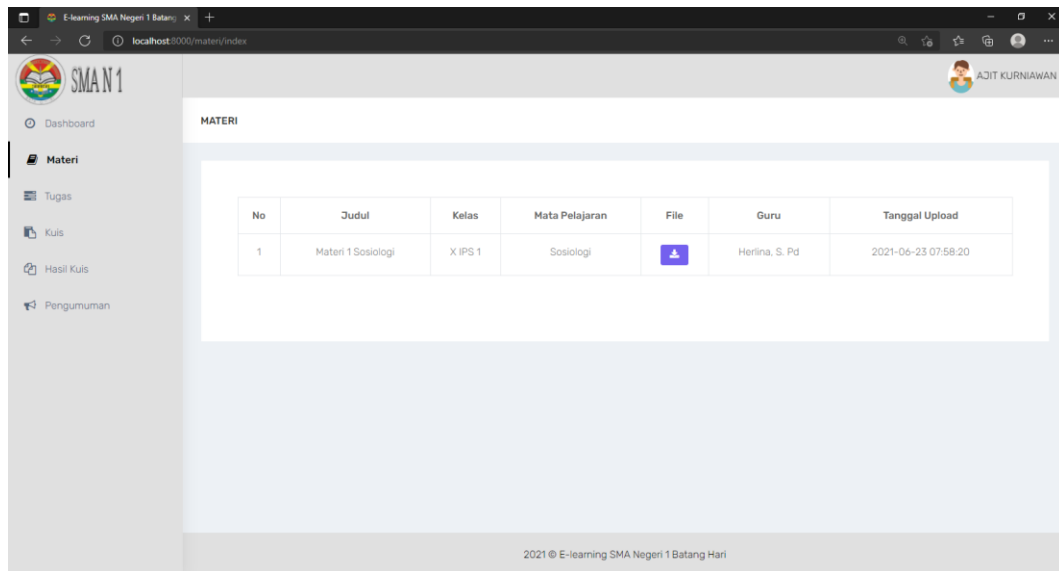 E-learning SMA Negeri 1 Batang
localhost:8000/materi/index
SMA N 1
AJIT KURNIAWAN
Dashboard
MATERI
Materi
Tugas
Kuis
Hasil Kuis
Pengumuman
No Judul Kelas Mata Pelajaran File Guru Tanggal Upload
1 Materi 1 Sosiologi X IPS 1 Sosiologi Herlina, S. Pd 2021-06-23 07:58:20
2021 © E-learning SMA Negeri 1 Batang Hari